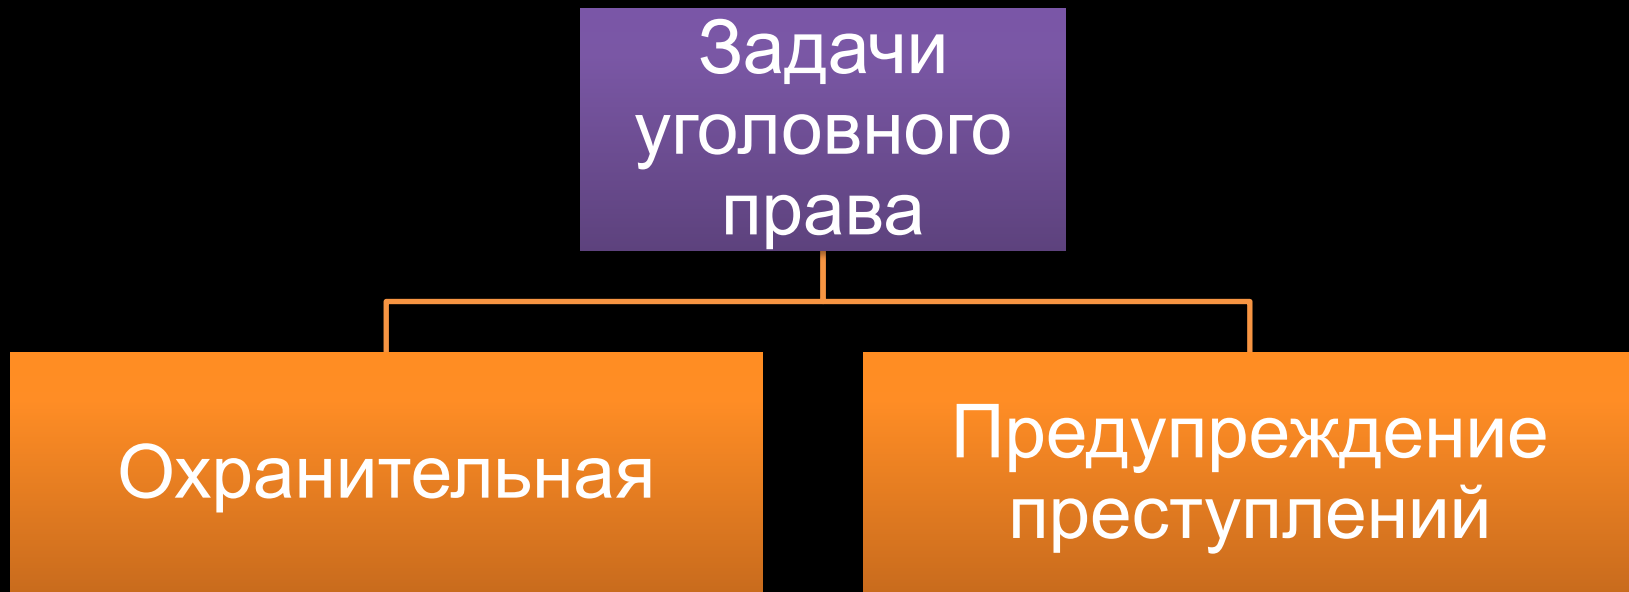 Задачи
уголовного
права
Охранительная
Предупреждение
преступлений